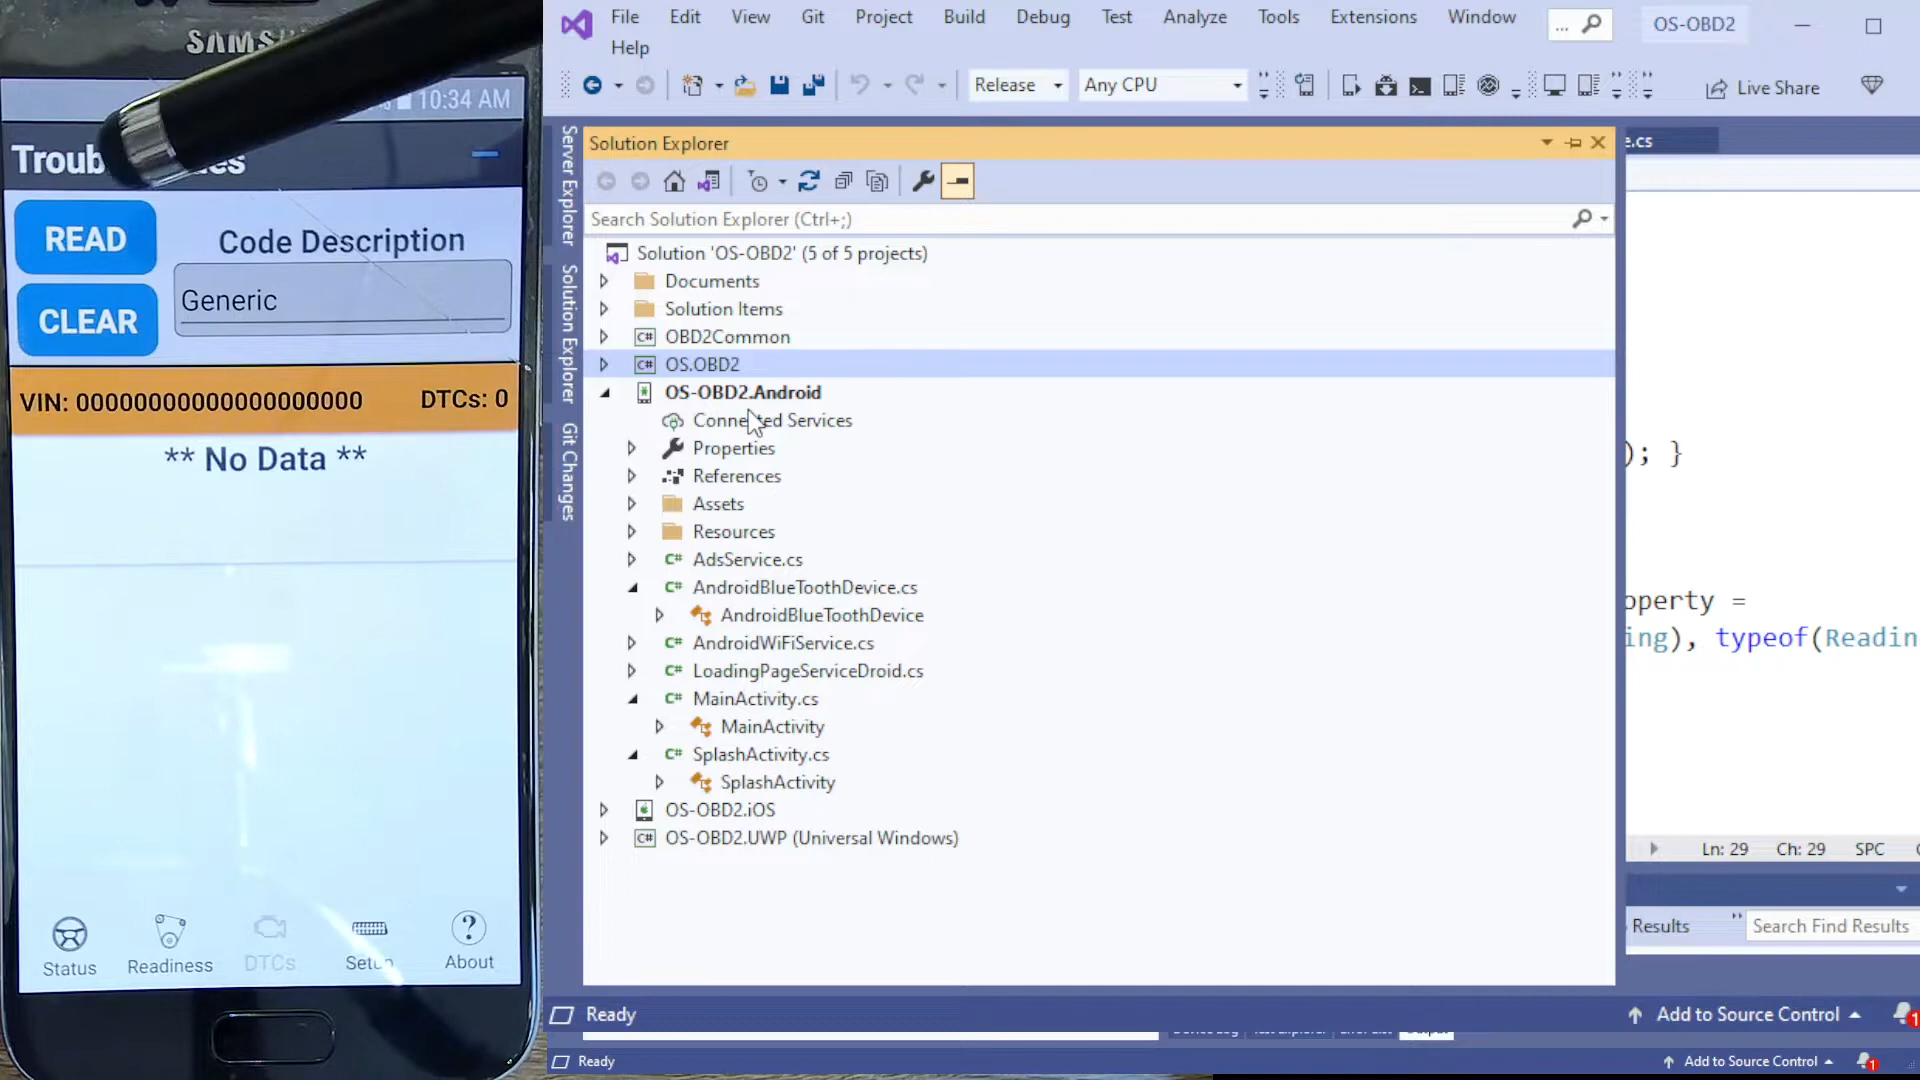 SAMS
10:34 AM
Troub es
READ
CLEAR
Code Description
Generic
VIN: 00000000000000000000
DTCs: 0
** No Data **
Status
Readiness
DTCs
Setup
About
File
Edit
View
Git
Project
Build
Debug
Test
Analyze
Tools
Extensions
Window
Help
...
OS-OBD2
Release
Any CPU
Live Share
Server Explorer
Solution Explorer
Git Changes
Solution Explorer
e.cs
Search Solution Explorer (Ctrl+;)
Solution 'OS-OBD2' (5 of 5 projects)
Documents
Solution Items
C# OBD2Common
C# OS.OBD2
OS-OBD2.Android
Connected Services
Properties
References
Assets
Resources
C# AdsService.cs
C# AndroidBlueToothDevice.cs
AndroidBlueToothDevice
C# AndroidWiFiService.cs
C# LoadingPageServiceDroid.cs
C# MainActivity.cs
MainActivity
C# SplashActivity.cs
SplashActivity
OS-OBD2.iOS
C# OS-OBD2.UWP (Universal Windows)
); }
operty =
ing), typeof(Readin
Ln: 29
Ch: 29
SPC
Results
Search Find Results
Ready
Add to Source Control
1
Ready
Add to Source Control
1